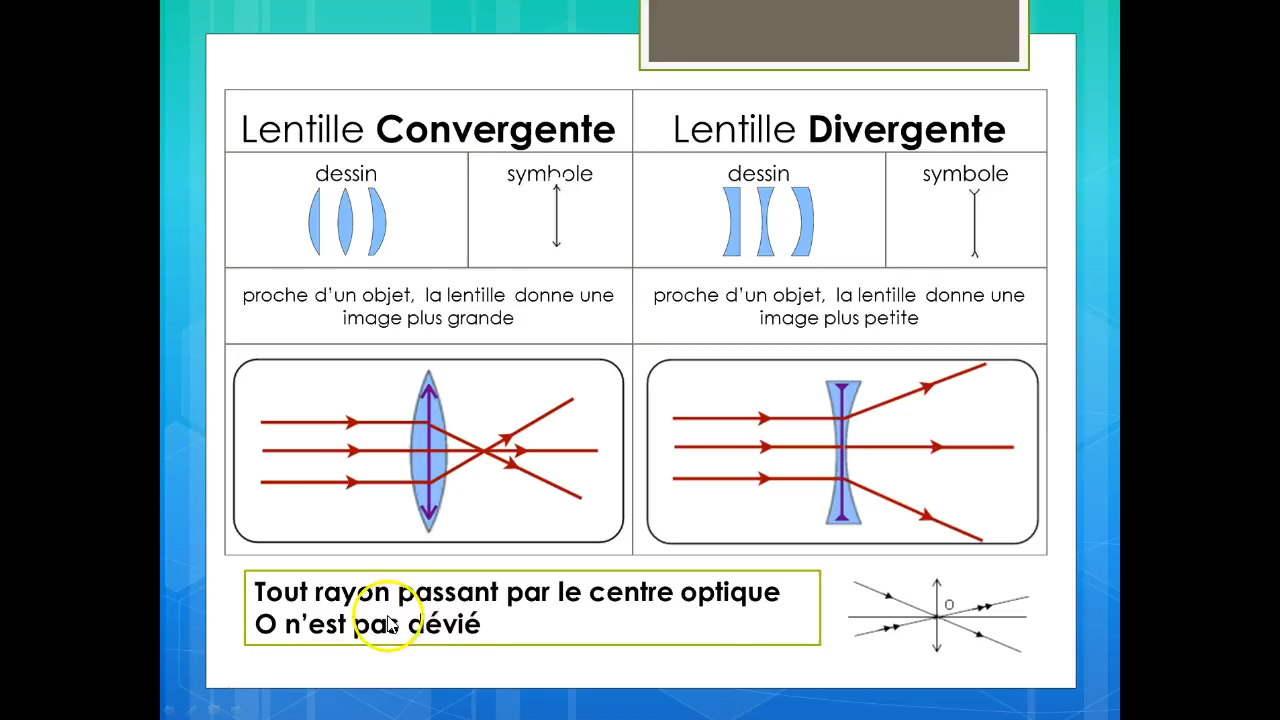 Lentille Convergente
Lentille Divergente
dessin
symbole
dessin
symbole
proche d'un objet, la lentille donne une
image plus grande
proche d'un objet, la lentille donne une
image plus petite
Tout rayon passant par le centre optique
O n'est pas dévié
O